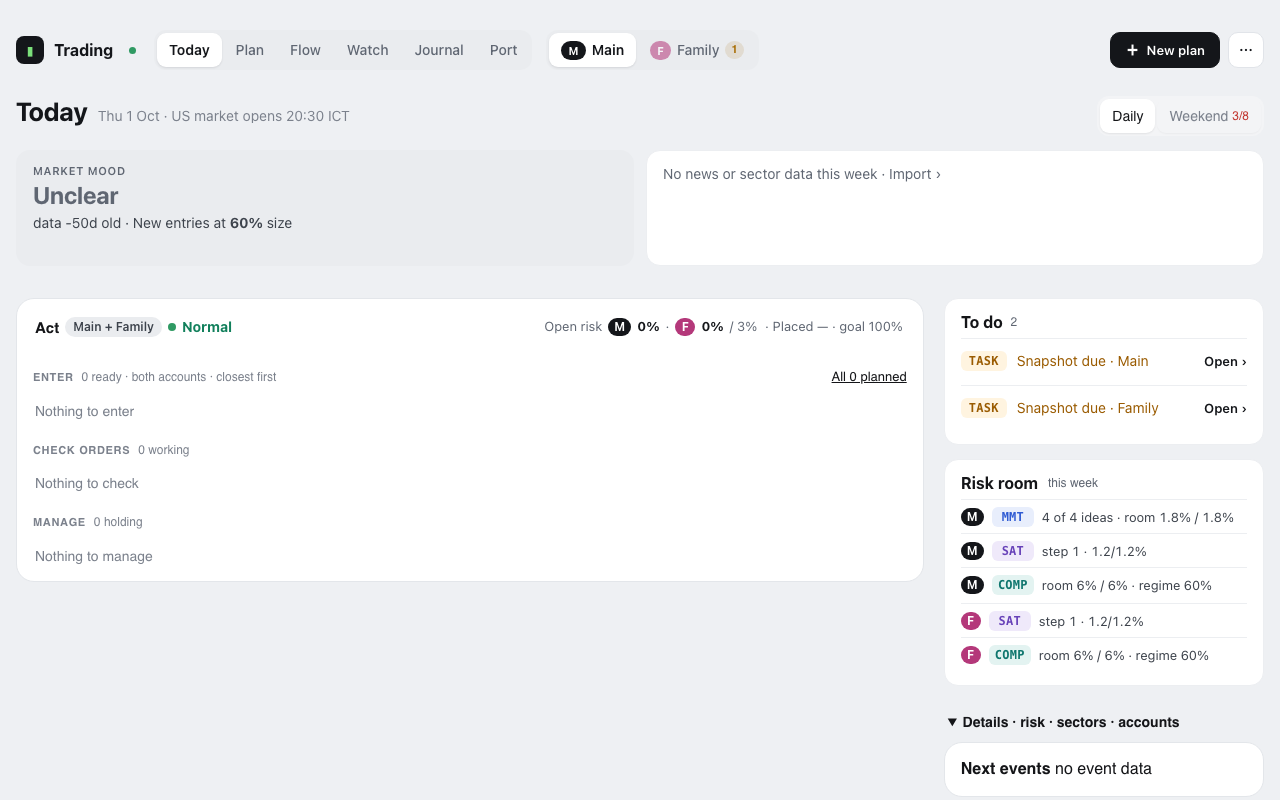 Trading
Today Plan Flow Watch Journal Port
M Main F Family 1
+ New plan ···
Today Thu 1 Oct · US market opens 20:30 ICT
Daily Weekend 3/8
MARKET MOOD
Unclear
data -50d old · New entries at 60% size
No news or sector data this week · Import ›
Act Main + Family Normal
Open risk M 0% · F 0% / 3% · Placed — · goal 100%
ENTER 0 ready · both accounts · closest first
All 0 planned
Nothing to enter
CHECK ORDERS 0 working
Nothing to check
MANAGE 0 holding
Nothing to manage
To do 2
TASK Snapshot due · Main Open ›
TASK Snapshot due · Family Open ›
Risk room this week
M MMT 4 of 4 ideas · room 1.8% / 1.8%
M SAT step 1 · 1.2/1.2%
M COMP room 6% / 6% · regime 60%
F SAT step 1 · 1.2/1.2%
F COMP room 6% / 6% · regime 60%
▼ Details · risk · sectors · accounts
Next events no event data